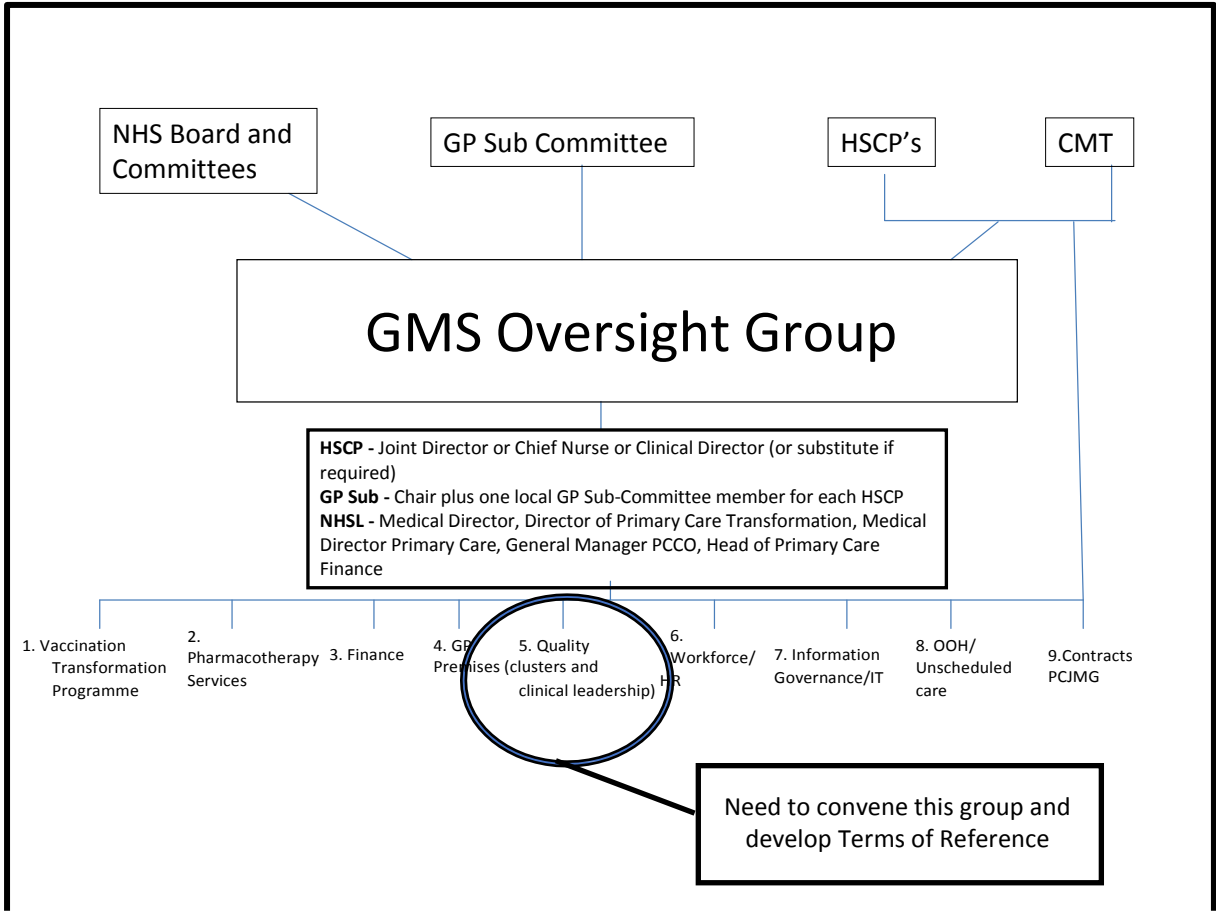 NHS Board and
Committees
GP Sub Committee
HSCP's
CMT
GMS Oversight Group
HSCP - Joint Director or Chief Nurse or Clinical Director (or substitute if
required)
GP Sub - Chair plus one local GP Sub-Committee member for each HSCP
NHSL - Medical Director, Director of Primary Care Transformation, Medical
Director Primary Care, General Manager PCCO, Head of Primary Care
Finance
1. Vaccination
Transformation
Programme
2.
Pharmacotherapy
Services
3. Finance
4. GP
Premises
5. Quality
(clusters and
clinical leadership)
6.
Workforce/
HR
7. Information
Governance/IT
8. OOH/
Unscheduled
care
9.Contracts
PCJMG
Need to convene this group and
develop Terms of Reference